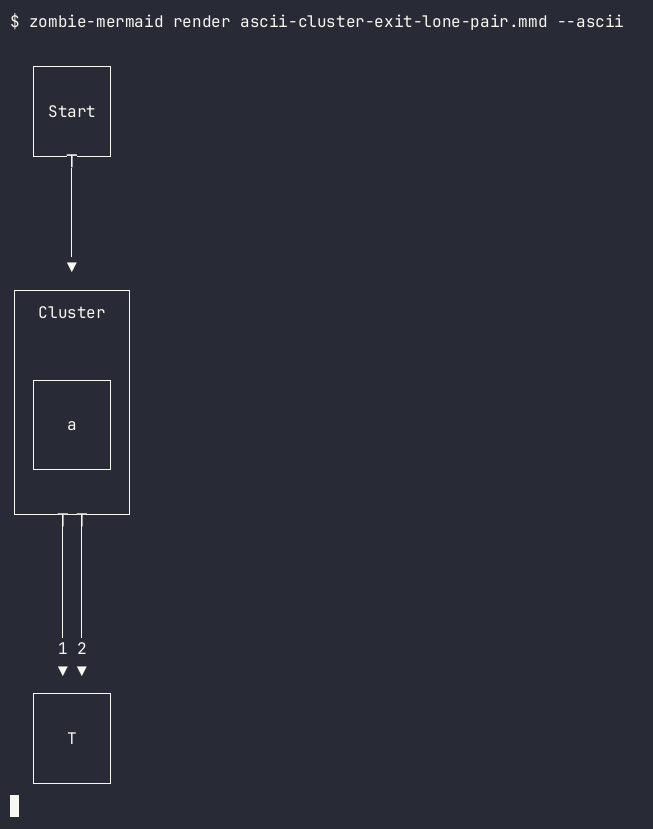 $ zombie-mermaid render ascii-cluster-exit-lone-pair.mmd --ascii
Start
Cluster
a
1 2
T